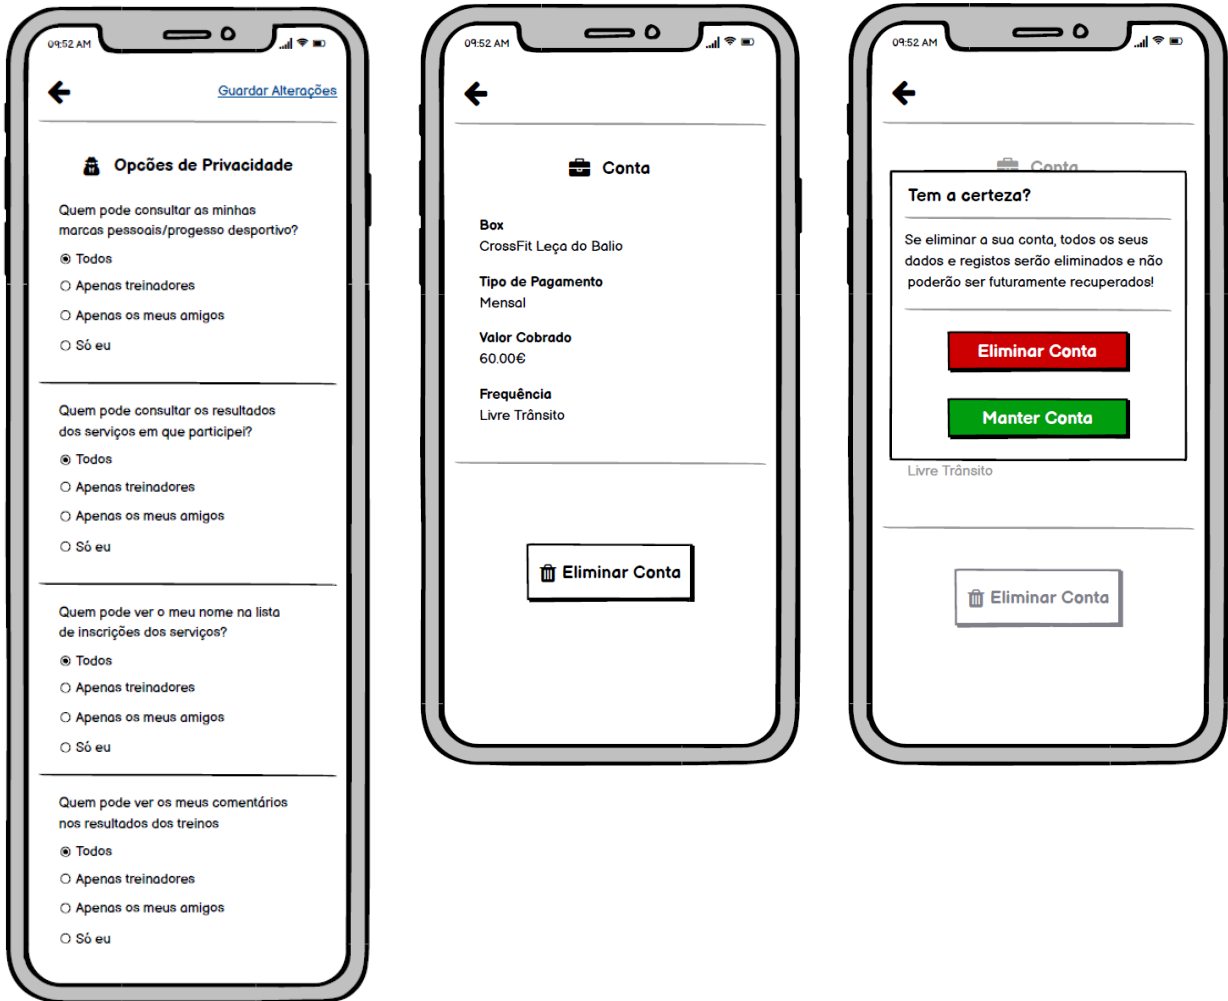 09:52 AM
Guardar Alterações
Opcões de Privacidade
Quem pode consultar as minhas
marcas pessoais/progesso desportivo?
Todos
Apenas treinadores
Apenas os meus amigos
Só eu
Quem pode consultar os resultados
dos serviços em que participei?
Todos
Apenas treinadores
Apenas os meus amigos
Só eu
Quem pode ver o meu nome na lista
de inscrições dos serviços?
Todos
Apenas treinadores
Apenas os meus amigos
Só eu
Quem pode ver os meus comentários
nos resultados dos treinos
Todos
Apenas treinadores
Apenas os meus amigos
Só eu
09:52 AM
Conta
Box
CrossFit Leça do Balio
Tipo de Pagamento
Mensal
Valor Cobrado
60.00€
Frequência
Livre Trânsito
Eliminar Conta
09:52 AM
Conta
Tem a certeza?
Se eliminar a sua conta, todos os seus
dados e registos serão eliminados e não
poderão ser futuramente recuperados!
Eliminar Conta
Manter Conta
Livre Trânsito
Eliminar Conta